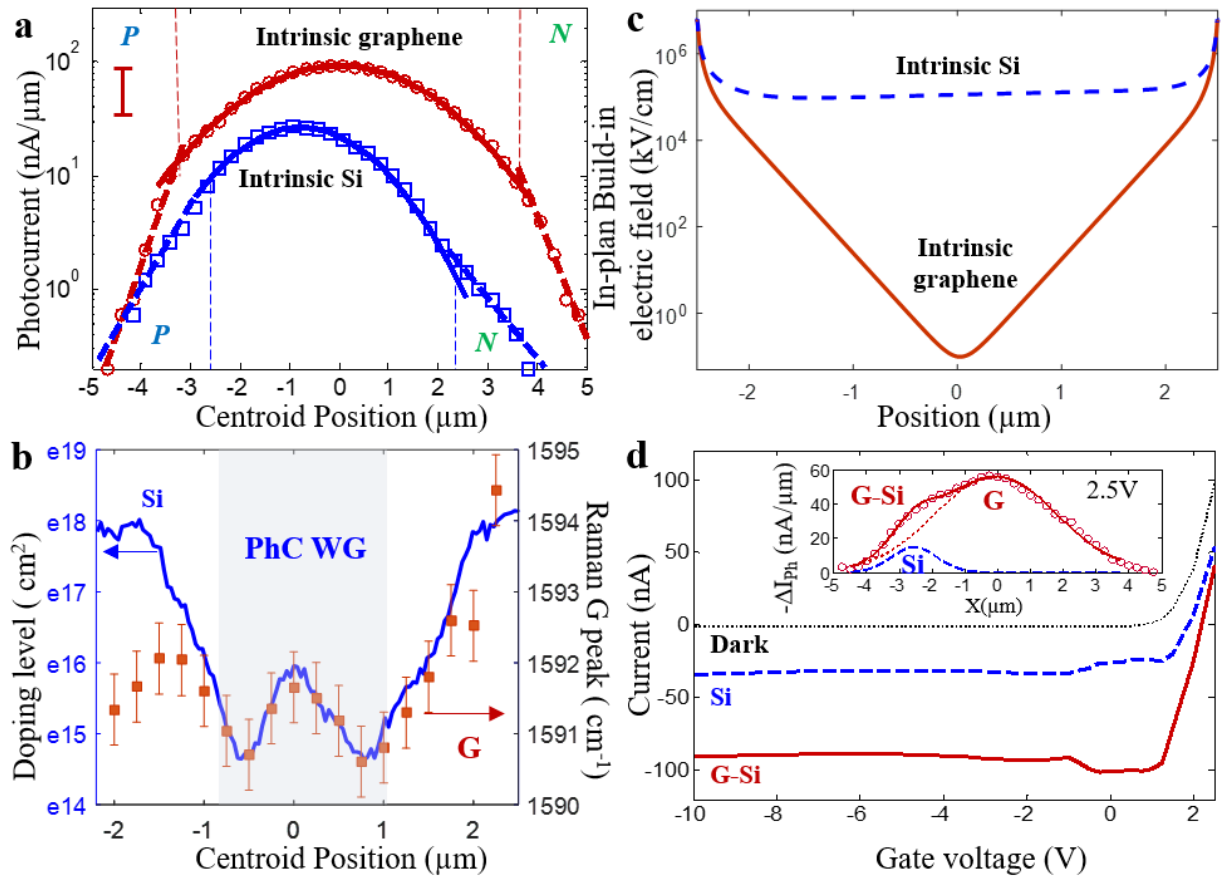 a
P
Intrinsic graphene
N
Intrinsic Si
P
N
10²
10¹
10⁰
Photocurrent (nA/µm)
-5 -4 -3 -2 -1 0 1 2 3 4 5
Centroid Position (µm)
c
Intrinsic Si
Intrinsic
graphene
10⁶
10⁴
10²
10⁰
In-plan Build-in
electric field (kV/cm)
-2 -1 0 1 2
Position (µm)
b
Si
PhC WG
G
e19
e18
e17
e16
e15
e14
Doping level ( cm²)
1595
1594
1593
1592
1591
1590
Raman G peak ( cm⁻¹)
-2 -1 0 1 2
Centroid Position (µm)
d
100
50
0
-50
-100
Current (nA)
60
40
20
0
-ΔI_Ph (nA/µm)
G-Si
G
2.5V
Si
-4 -3 -2 -1 0 1 2 3 4 5
X(µm)
Dark
Si
G-Si
-10 -8 -6 -4 -2 0 2
Gate voltage (V)